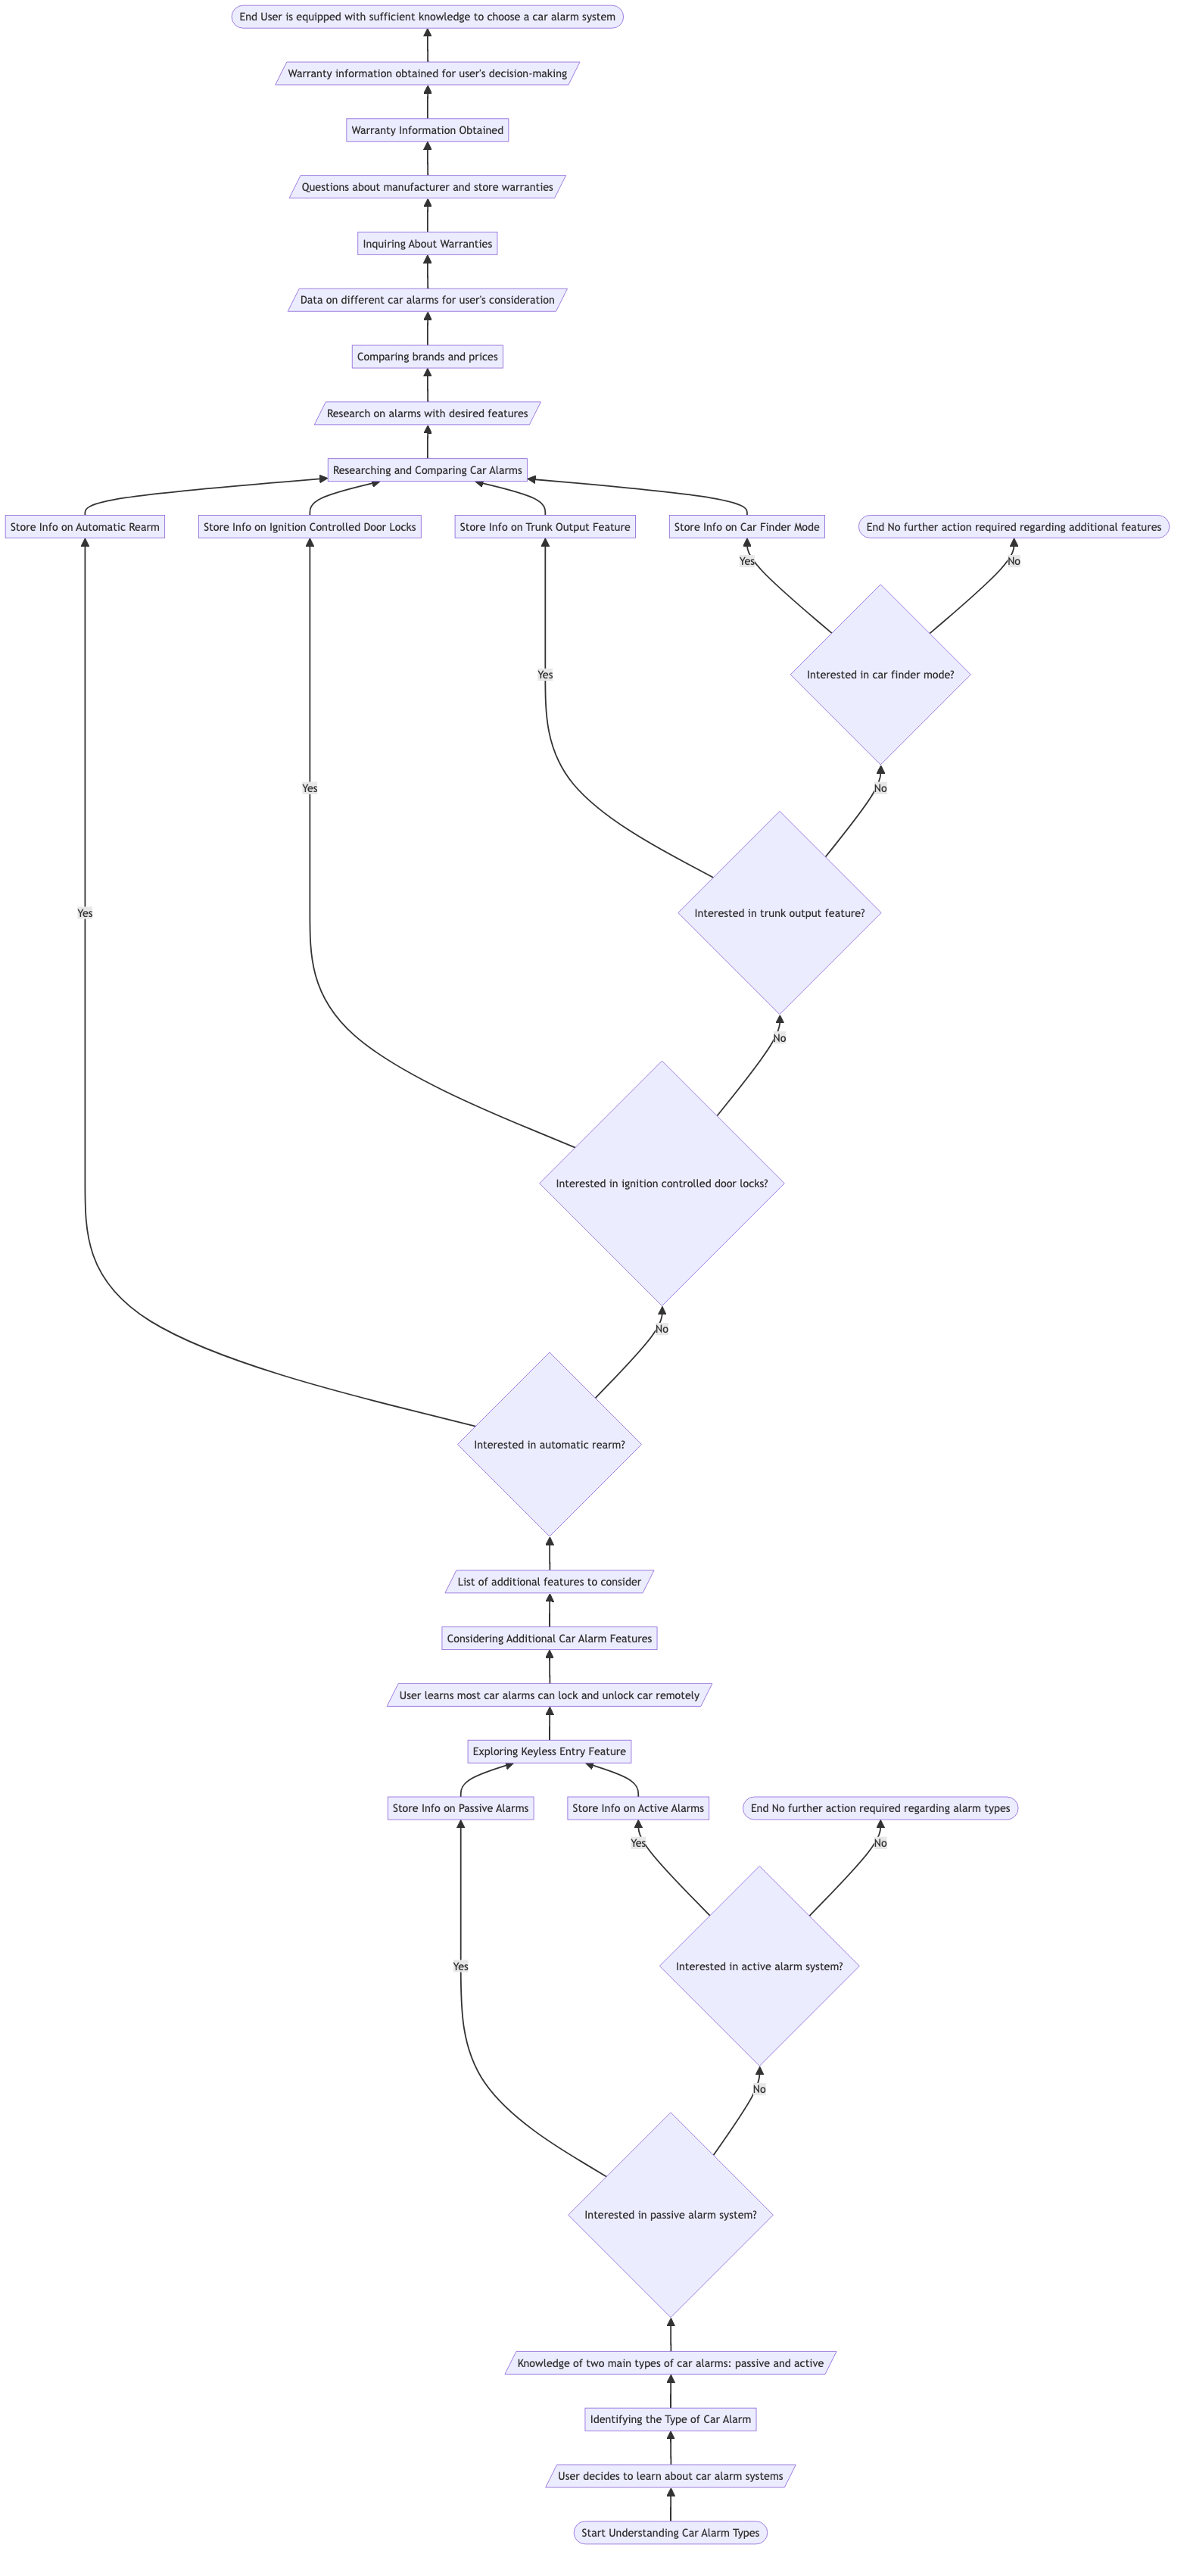 End User is equipped with sufficient knowledge to choose a car alarm system
Warranty information obtained for user's decision-making
Warranty Information Obtained
Questions about manufacturer and store warranties
Inquiring About Warranties
Data on different car alarms for user's consideration
Comparing brands and prices
Research on alarms with desired features
Researching and Comparing Car Alarms
Store Info on Automatic Rearm
Store Info on Ignition Controlled Door Locks
Store Info on Trunk Output Feature
Store Info on Car Finder Mode
End No further action required regarding additional features
Yes
No
Interested in car finder mode?
Yes
No
Yes
Interested in trunk output feature?
Yes
No
Interested in ignition controlled door locks?
No
Interested in automatic rearm?
List of additional features to consider
Considering Additional Car Alarm Features
User learns most car alarms can lock and unlock car remotely
Exploring Keyless Entry Feature
Store Info on Passive Alarms
Store Info on Active Alarms
End No further action required regarding alarm types
Yes
No
Yes
Interested in active alarm system?
No
Interested in passive alarm system?
Knowledge of two main types of car alarms: passive and active
Identifying the Type of Car Alarm
User decides to learn about car alarm systems
Start Understanding Car Alarm Types